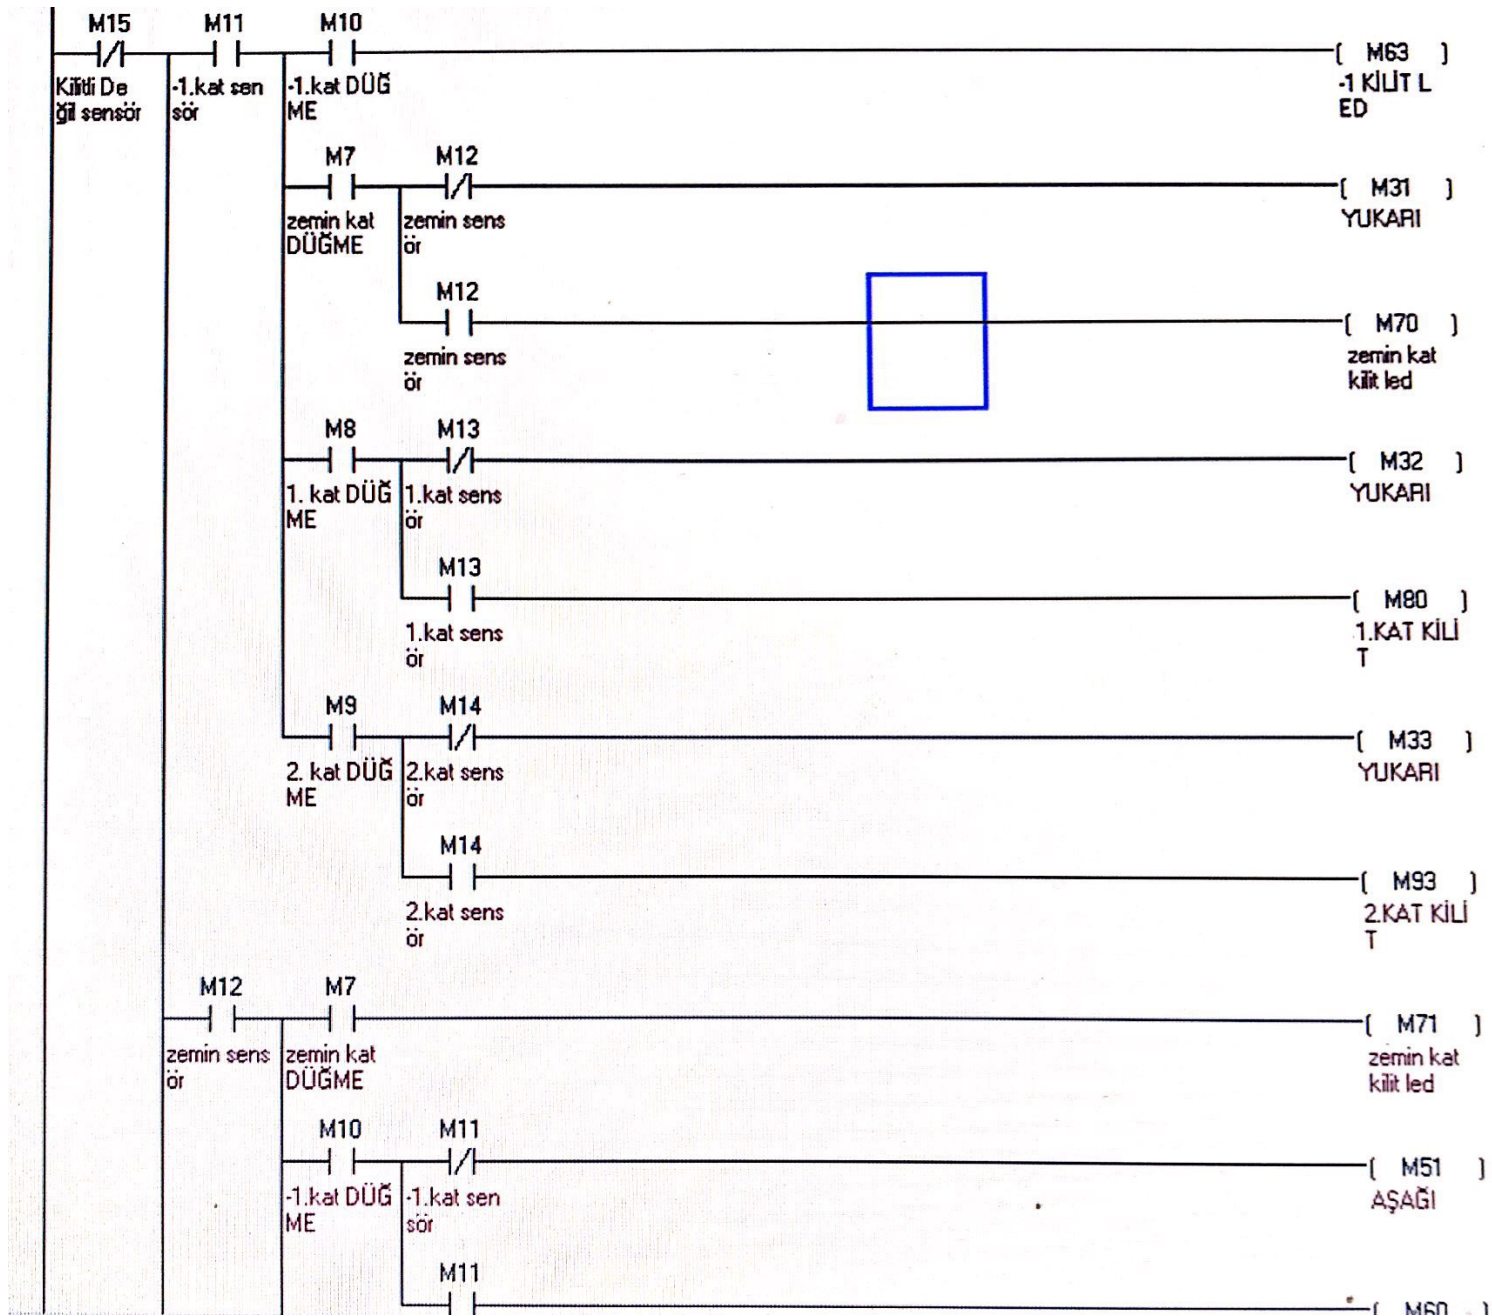 M15 M11 M10
[ M63 ]
Kilitli De
ğil sensör
-1.kat sen
sör
-1.kat DÜĞ
ME
-1 KİLİT L
ED
M7 M12
[ M31 ]
zemin kat
DÜĞME
zemin sens
ör
YUKARI
M12
[ M70 ]
zemin sens
ör
zemin kat
kilit led
M8 M13
[ M32 ]
1. kat DÜĞ
ME
1.kat sens
ör
YUKARI
M13
[ M80 ]
1.kat sens
ör
1.KAT KİLİ
T
M9 M14
[ M33 ]
2. kat DÜĞ
ME
2.kat sens
ör
YUKARI
M14
[ M93 ]
2.kat sens
ör
2.KAT KİLİ
T
M12 M7
[ M71 ]
zemin sens
ör
zemin kat
DÜĞME
zemin kat
kilit led
M10 M11
[ M51 ]
-1.kat DÜĞ
ME
-1.kat sen
sör
AŞAĞI
M11
[ M60 ]